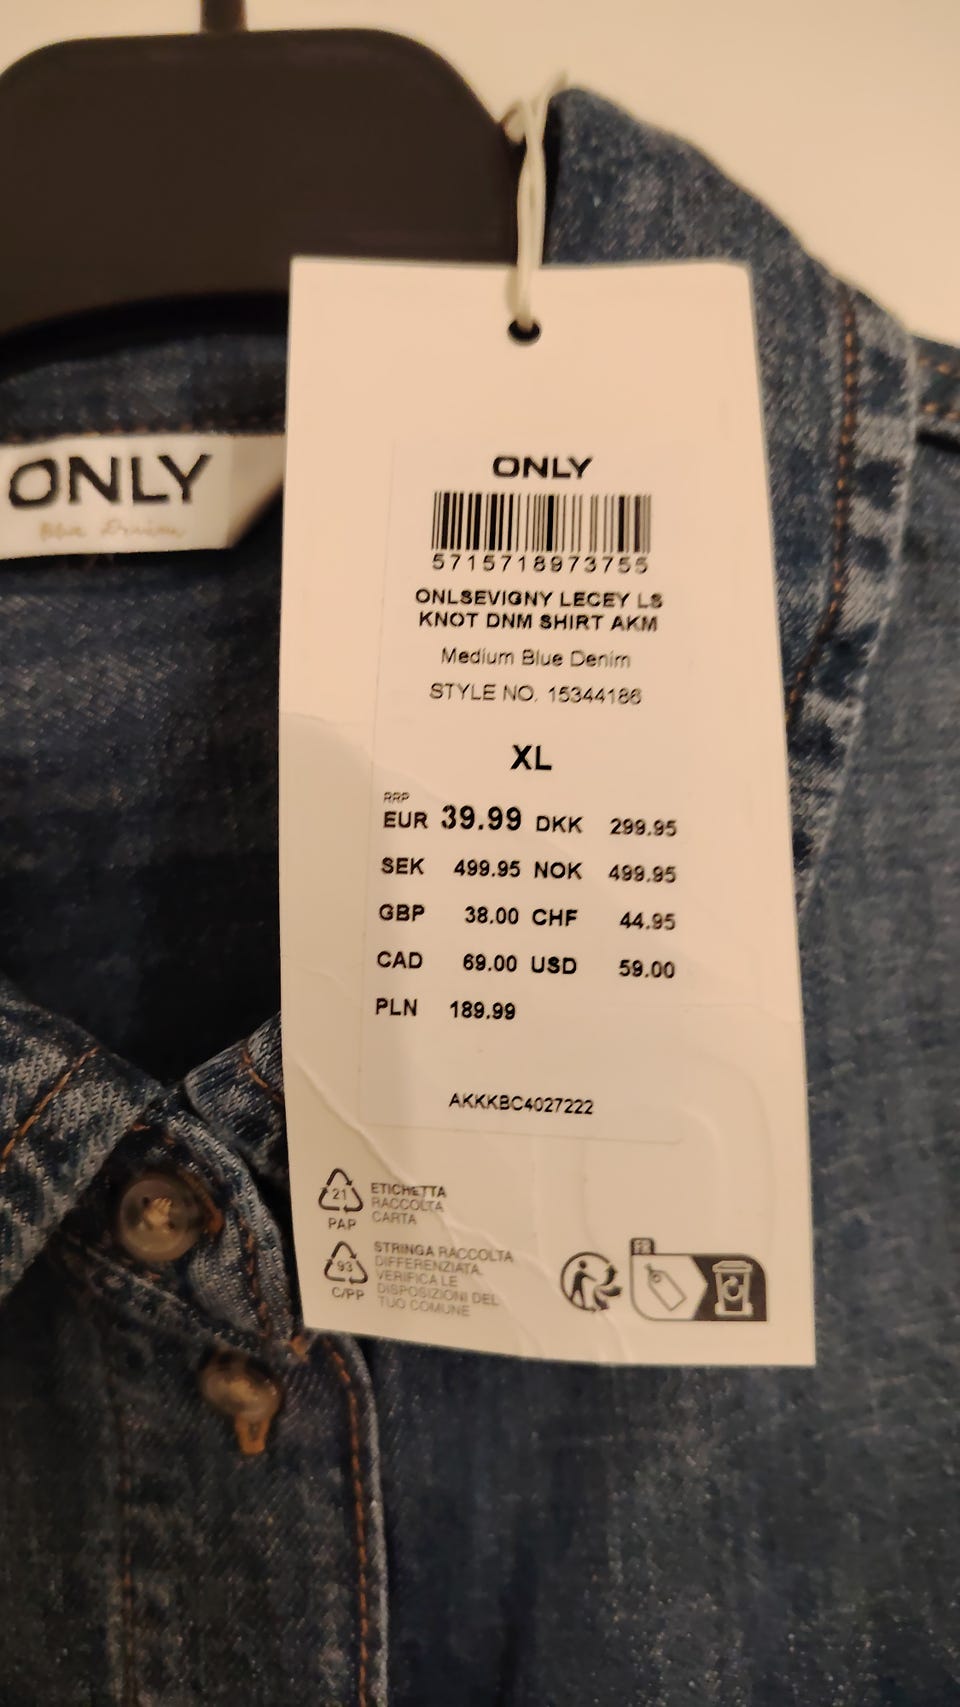 ONLY
Blue Denim
ONLY
5715718973755
ONLSEVIGNY LECEY LS
KNOT DNM SHIRT AKM
Medium Blue Denim
STYLE NO. 15344186
XL
RRP
EUR 39.99 DKK 299.95
SEK 499.95 NOK 499.95
GBP 38.00 CHF 44.95
CAD 69.00 USD 59.00
PLN 189.99
AKKKBC4027222
21
PAP
ETICHETTA
RACCOLTA
CARTA
93
C/PP
STRINGA RACCOLTA
DIFFERENZIATA.
VERIFICA LE
DISPOSIZIONI DEL
TUO COMUNE
FR